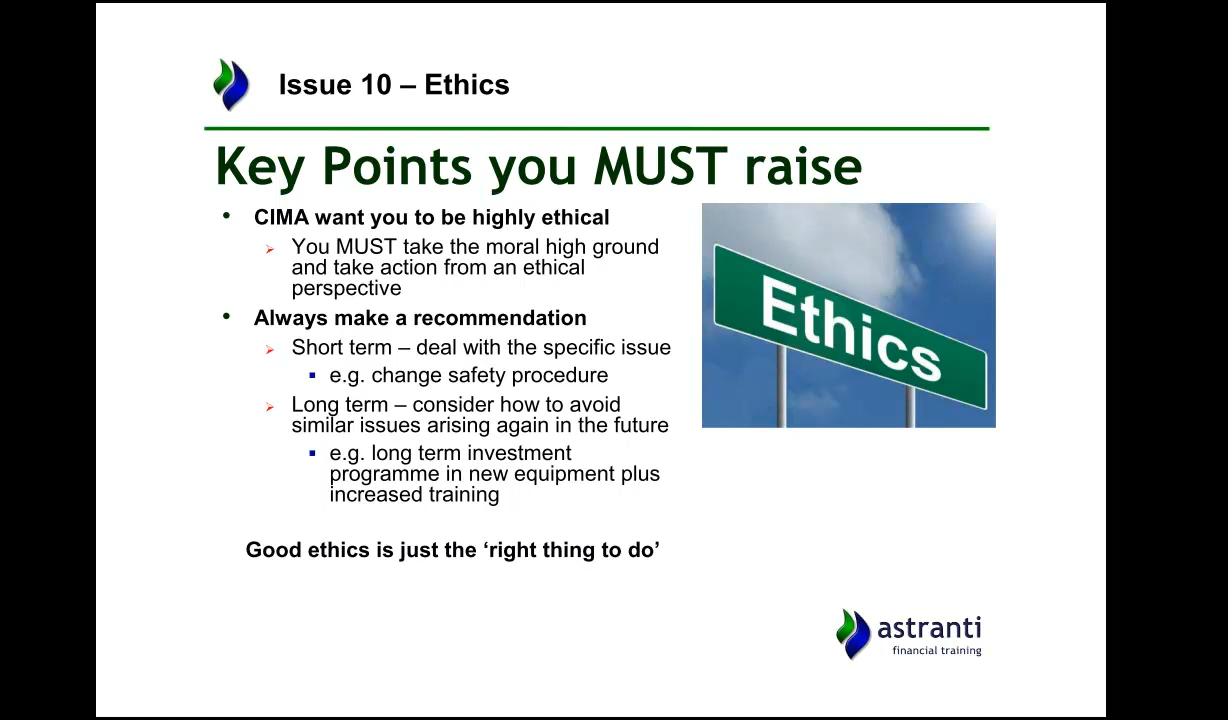 Issue 10 – Ethics
Key Points you MUST raise
• CIMA want you to be highly ethical
You MUST take the moral high ground
and take action from an ethical
perspective
• Always make a recommendation
Short term – deal with the specific issue
▪ e.g. change safety procedure
Long term – consider how to avoid
similar issues arising again in the future
▪ e.g. long term investment
programme in new equipment plus
increased training
Good ethics is just the ‘right thing to do’
Ethics
astranti
financial training